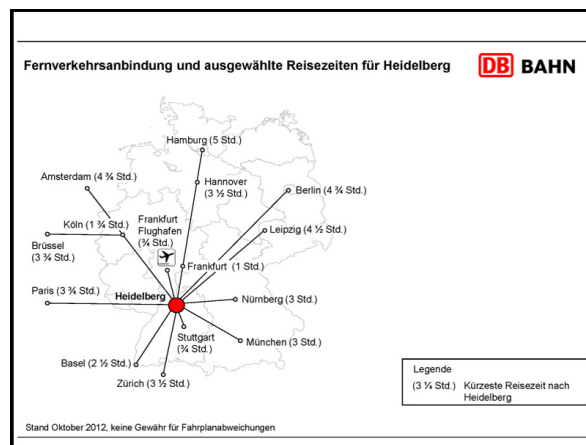 Fernverkehrsanbindung und ausgewählte Reisezeiten für Heidelberg
DB BAHN
Hamburg (5 Std.)
Amsterdam (4 ¾ Std.)
Hannover
(3 ½ Std.)
Berlin (4 ¾ Std.)
Köln (1 ¾ Std.)
Frankfurt
Flughafen
(¾ Std.)
Leipzig (4 ½ Std.)
Brüssel
(3 ¾ Std.)
Frankfurt (1 Std.)
Paris (3 ¾ Std.)
Heidelberg
Nürnberg (3 Std.)
Stuttgart
(¾ Std.)
München (3 Std.)
Basel (2 ½ Std.)
Zürich (3 ½ Std.)
Legende
(3 ¼ Std.) Kürzeste Reisezeit nach
Heidelberg
Stand Oktober 2012, keine Gewähr für Fahrplanabweichungen